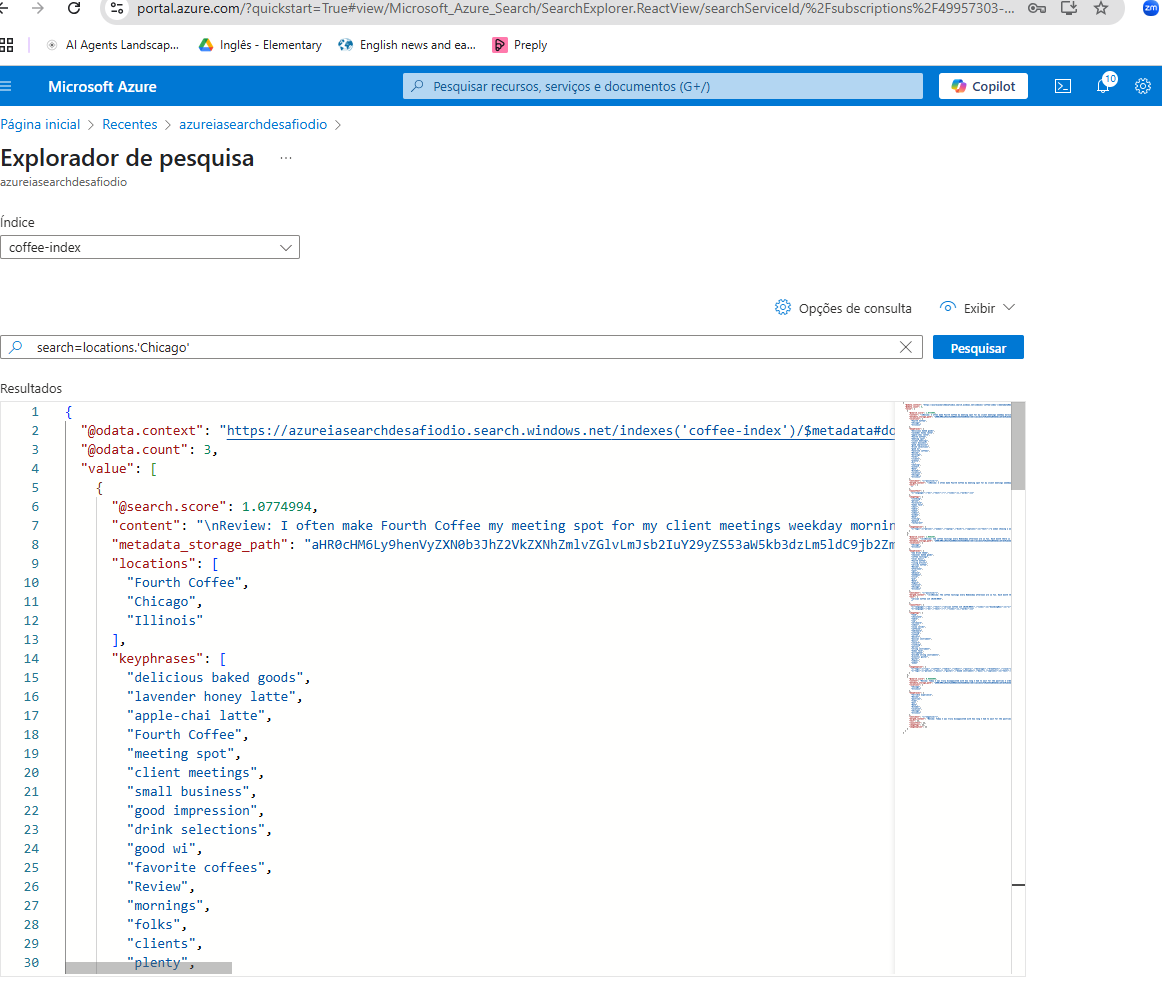 portal.azure.com/?quickstart=True#view/Microsoft_Azure_Search/SearchExplorer.ReactView/searchServiceId/%2Fsubscriptions%2F49957303-...
zm
AI Agents Landscap...
Inglês - Elementary
English news and ea...
Preply
Microsoft Azure
Pesquisar recursos, serviços e documentos (G+/)
Copilot
10
Página inicial > Recentes > azureiasearchdesafiodio >
Explorador de pesquisa ...
azureiasearchdesafiodio
Índice
coffee-index
Opções de consulta
Exibir
search=locations.'Chicago'
Pesquisar
Resultados
1 {
2 "@odata.context": "https://azureiasearchdesafiodio.search.windows.net/indexes('coffee-index')/$metadata#do
3 "@odata.count": 3,
4 "value": [
5 {
6 "@search.score": 1.0774994,
7 "content": "\nReview: I often make Fourth Coffee my meeting spot for my client meetings weekday mornin
8 "metadata_storage_path": "aHR0cHM6Ly9henVyZXN0b3JhZ2VkZXNhZmlvZGlvLmJsb2IuY29yZS53aW5kb3dzLm5ldC9jb2Zm
9 "locations": [
10 "Fourth Coffee",
11 "Chicago",
12 "Illinois"
13 ],
14 "keyphrases": [
15 "delicious baked goods",
16 "lavender honey latte",
17 "apple-chai latte",
18 "Fourth Coffee",
19 "meeting spot",
20 "client meetings",
21 "small business",
22 "good impression",
23 "drink selections",
24 "good wi",
25 "favorite coffees",
26 "Review",
27 "mornings",
28 "folks",
29 "clients",
30 "plenty",